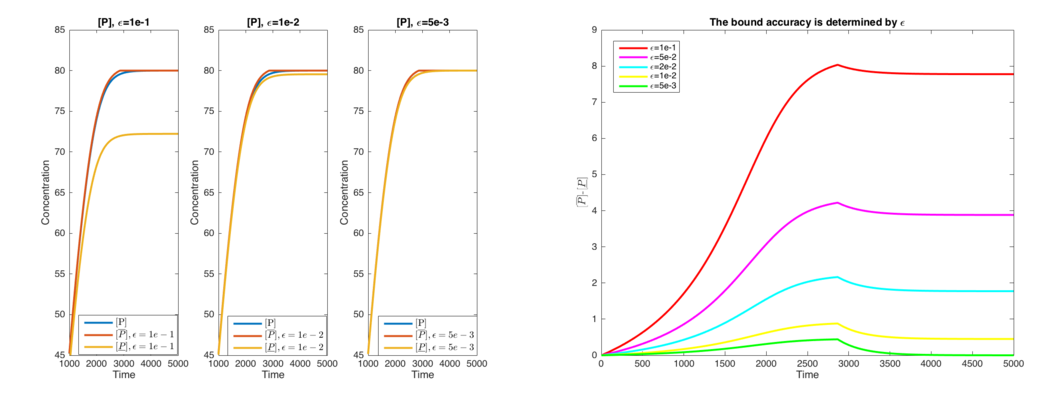 [P], ϵ=1e-1
85
80
75
70
65
60
55
50
45
Concentration
1000 2000 3000 4000 5000
Time
[P]
[P̅], ϵ = 1e − 1
[P̲], ϵ = 1e − 1
[P], ϵ=1e-2
85
80
75
70
65
60
55
50
45
Concentration
1000 2000 3000 4000 5000
Time
[P]
[P̅], ϵ = 1e − 2
[P̲], ϵ = 1e − 2
[P], ϵ=5e-3
85
80
75
70
65
60
55
50
45
Concentration
1000 2000 3000 4000 5000
Time
[P]
[P̅], ϵ = 5e − 3
[P̲], ϵ = 5e − 3
The bound accuracy is determined by ϵ
9
8
7
6
5
4
3
2
1
0
[P̅]-[P̲]
ϵ=1e-1
ϵ=5e-2
ϵ=2e-2
ϵ=1e-2
ϵ=5e-3
0 500 1000 1500 2000 2500 3000 3500 4000 4500 5000
Time